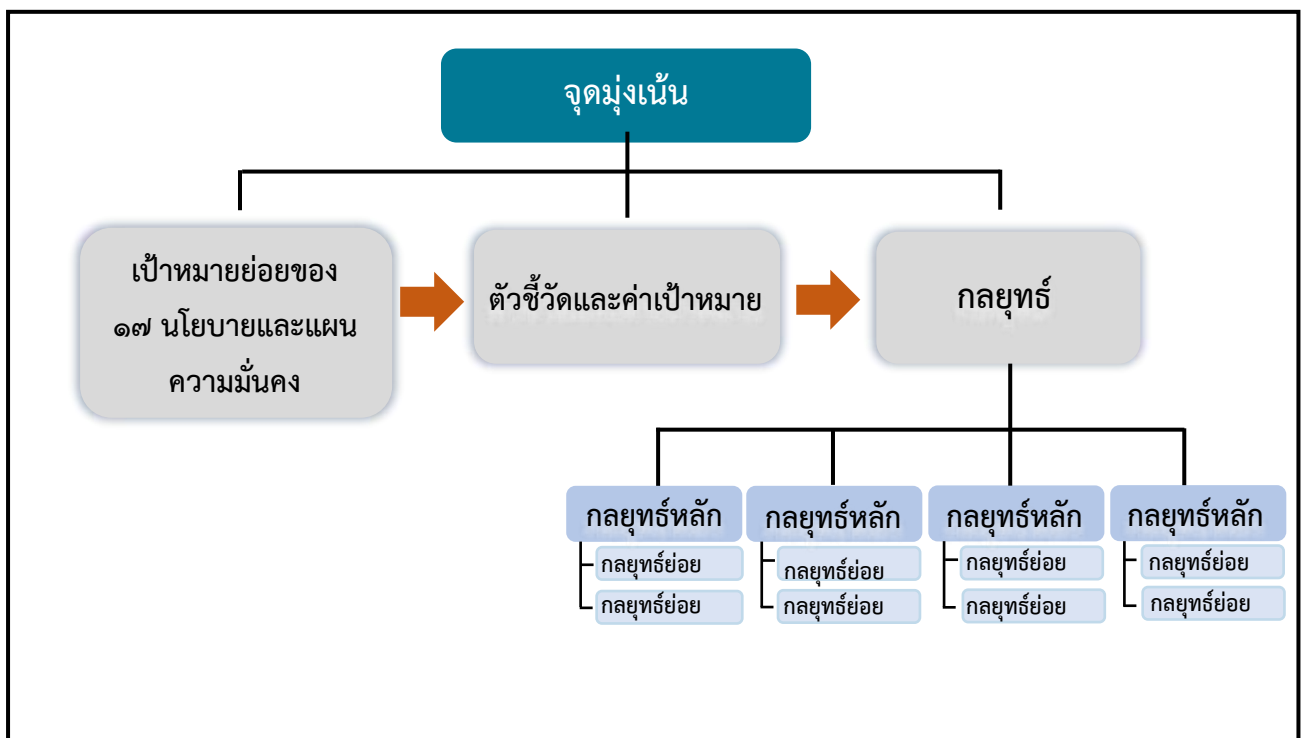 จุดมุ่งเน้น
เป้าหมายย่อยของ
๑๗ นโยบายและแผน
ความมั่นคง
ตัวชี้วัดและค่าเป้าหมาย
กลยุทธ์
กลยุทธ์หลัก
กลยุทธ์ย่อย
กลยุทธ์ย่อย
กลยุทธ์หลัก
กลยุทธ์ย่อย
กลยุทธ์ย่อย
กลยุทธ์หลัก
กลยุทธ์ย่อย
กลยุทธ์ย่อย
กลยุทธ์หลัก
กลยุทธ์ย่อย
กลยุทธ์ย่อย